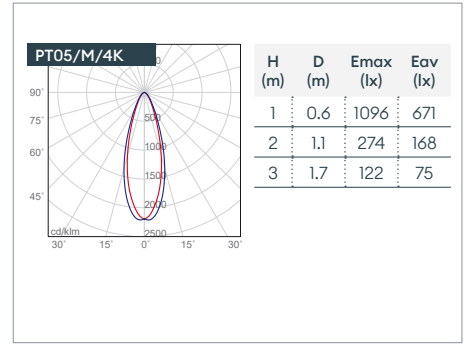 PT05/M/4K
90°
75°
60°
45°
500
1000
1500
2000
2500
cd/klm
30° 15° 0° 15° 30°
H D Emax Eav
(m) (m) (lx) (lx)
1 0.6 1096 671
2 1.1 274 168
3 1.7 122 75